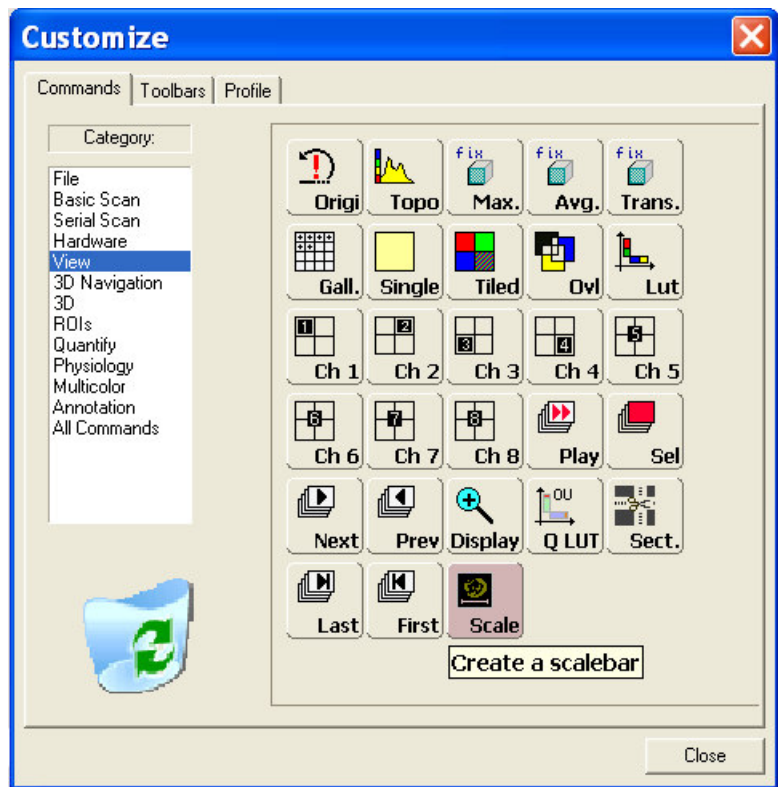 Customize
Commands Toolbars Profile
Category:
File
Basic Scan
Serial Scan
Hardware
View
3D Navigation
3D
ROIs
Quantify
Physiology
Multicolor
Annotation
All Commands
fix fix fix
Origi Topo Max. Avg. Trans.
Gall. Single Tiled Ovl Lut
1 2 3 4 5
Ch 1 Ch 2 Ch 3 Ch 4 Ch 5
6 7 8
Ch 6 Ch 7 Ch 8 Play Sel
OU
Next Prev Display Q LUT Sect.
Last First Scale
Create a scalebar
Close